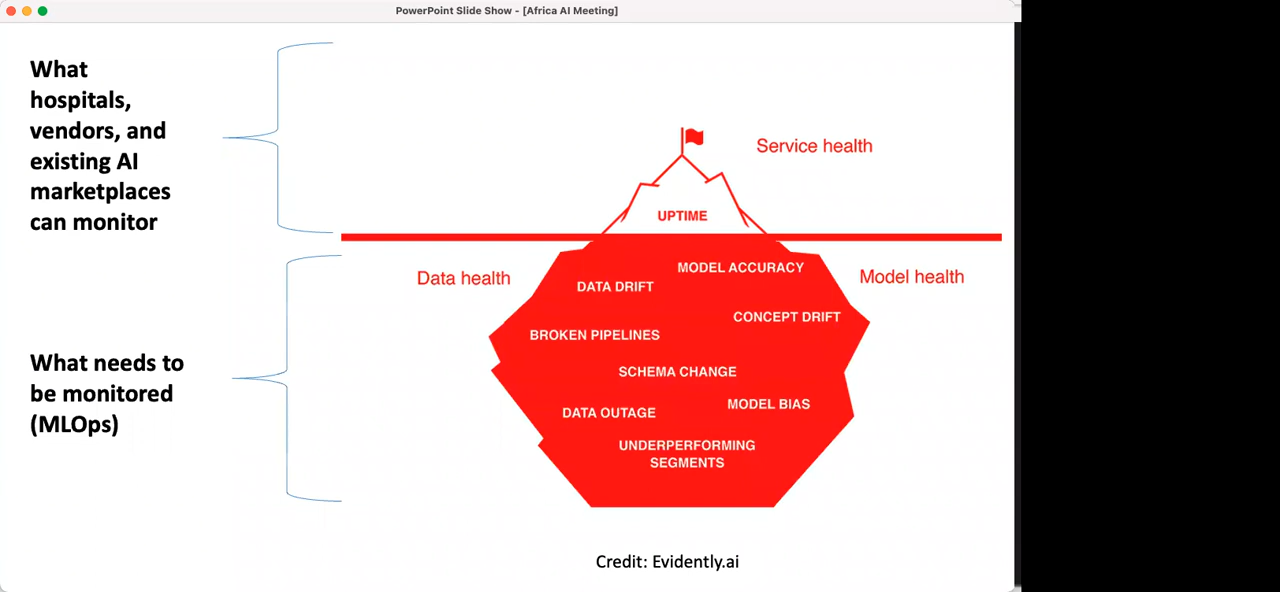 PowerPoint Slide Show - [Africa AI Meeting]
What
hospitals,
vendors, and
existing AI
marketplaces
can monitor
Service health
UPTIME
Data health
Model health
MODEL ACCURACY
DATA DRIFT
CONCEPT DRIFT
BROKEN PIPELINES
SCHEMA CHANGE
MODEL BIAS
DATA OUTAGE
UNDERPERFORMING
SEGMENTS
What needs to
be monitored
(MLOps)
Credit: Evidently.ai